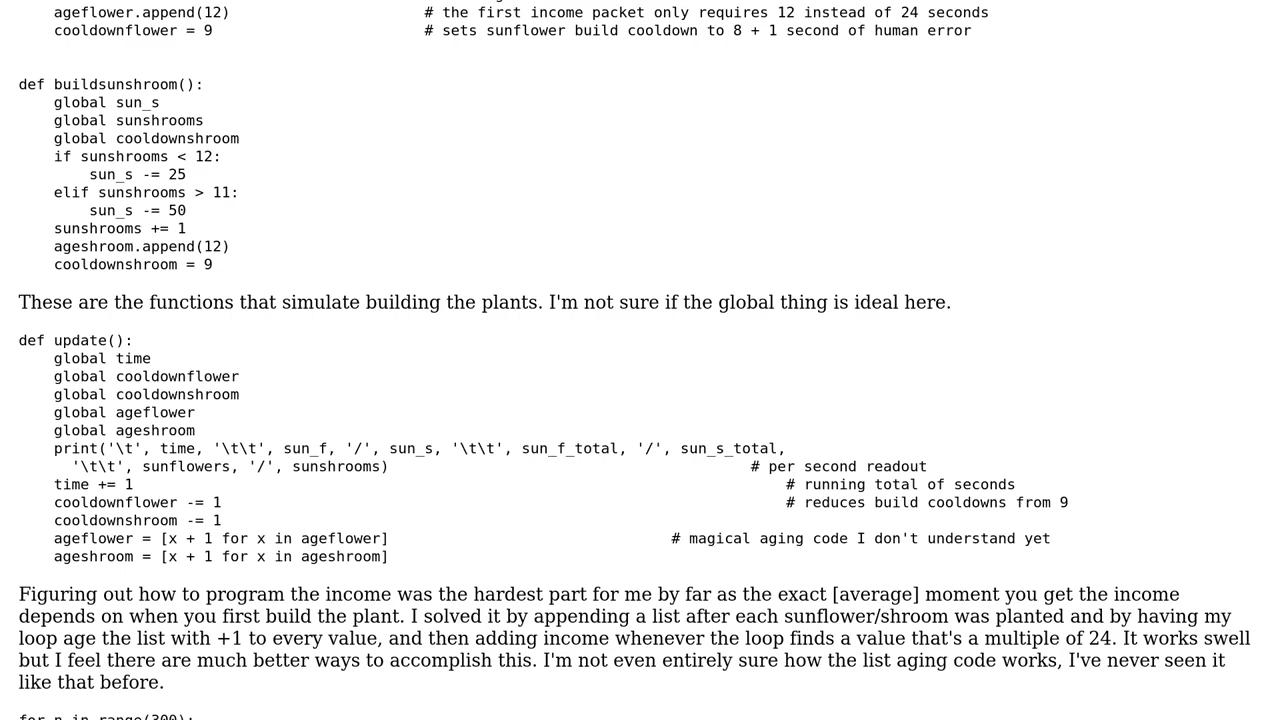 ageflower.append(12)                      # the first income packet only requires 12 instead of 24 seconds
    cooldownflower = 9                        # sets sunflower build cooldown to 8 + 1 second of human error
def buildsunshroom():
    global sun_s
    global sunshrooms
    global cooldownshroom
    if sunshrooms < 12:
        sun_s -= 25
    elif sunshrooms > 11:
        sun_s -= 50
    sunshrooms += 1
    ageshroom.append(12)
    cooldownshroom = 9
These are the functions that simulate building the plants. I'm not sure if the global thing is ideal here.
def update():
    global time
    global cooldownflower
    global cooldownshroom
    global ageflower
    global ageshroom
    print('\t', time, '\t\t', sun_f, '/', sun_s, '\t\t', sun_f_total, '/', sun_s_total,
      '\t\t', sunflowers, '/', sunshrooms)                                         # per second readout
    time += 1                                                                          # running total of seconds
    cooldownflower -= 1                                                                # reduces build cooldowns from 9
    cooldownshroom -= 1
    ageflower = [x + 1 for x in ageflower]                                # magical aging code I don't understand yet
    ageshroom = [x + 1 for x in ageshroom]
Figuring out how to program the income was the hardest part for me by far as the exact [average] moment you get the income
depends on when you first build the plant. I solved it by appending a list after each sunflower/shroom was planted and by having my
loop age the list with +1 to every value, and then adding income whenever the loop finds a value that's a multiple of 24. It works swell
but I feel there are much better ways to accomplish this. I'm not even entirely sure how the list aging code works, I've never seen it
like that before.
for n in range(300):